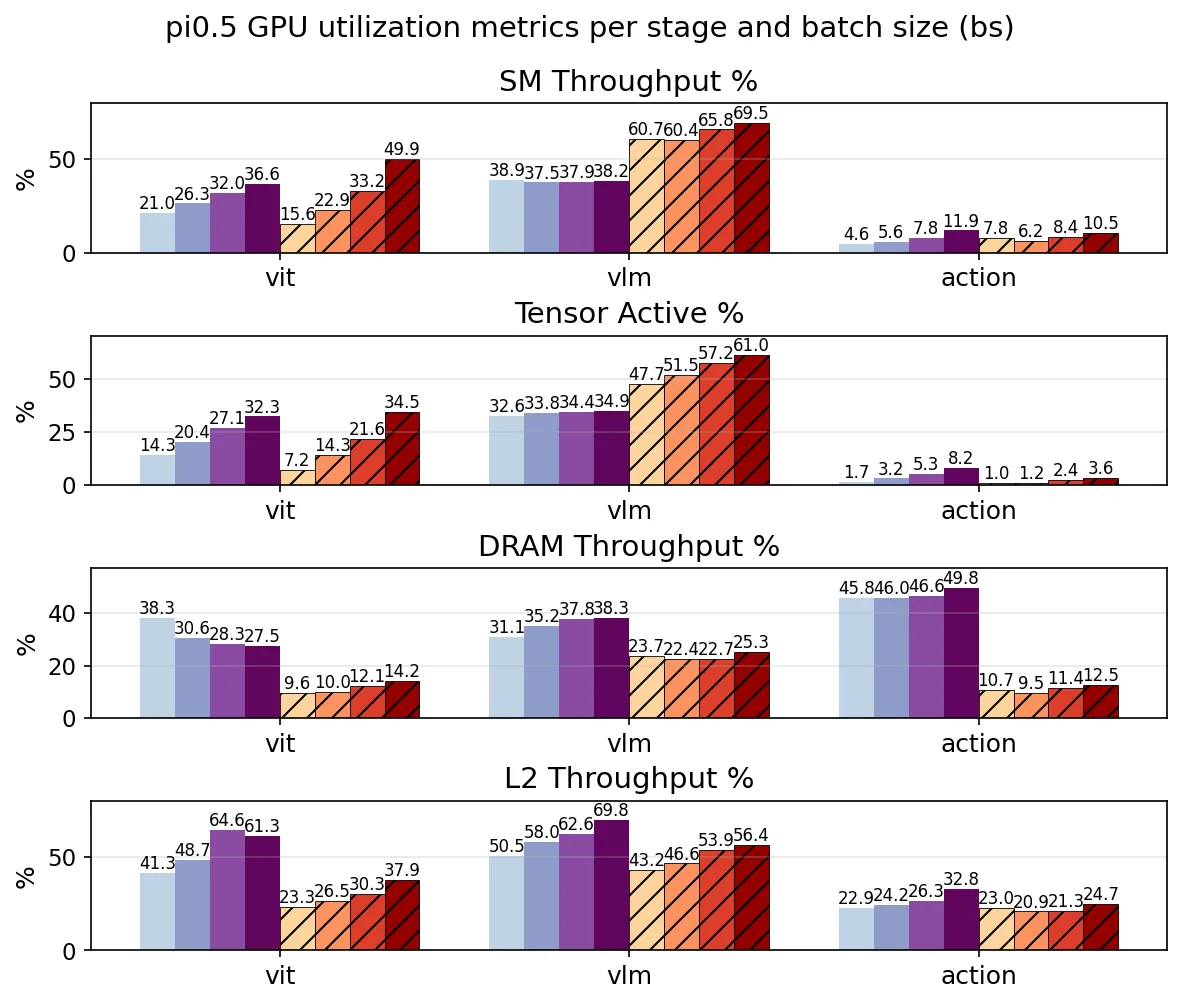 pi0.5 GPU utilization metrics per stage and batch size (bs)
SM Throughput %
%
50
0
21.0 26.3 32.0 36.6 15.6 22.9 33.2 49.9
38.9 37.5 37.9 38.2 60.7 60.4 65.8 69.5
4.6 5.6 7.8 11.9 7.8 6.2 8.4 10.5
vit vlm action
Tensor Active %
%
50
25
0
14.3 20.4 27.1 32.3 7.2 14.3 21.6 34.5
32.6 33.8 34.4 34.9 47.7 51.5 57.2 61.0
1.7 3.2 5.3 8.2 1.0 1.2 2.4 3.6
vit vlm action
DRAM Throughput %
%
40
20
0
38.3 30.6 28.3 27.5 9.6 10.0 12.1 14.2
31.1 35.2 37.8 38.3 23.7 22.4 22.7 25.3
45.8 46.0 46.6 49.8 10.7 9.5 11.4 12.5
vit vlm action
L2 Throughput %
%
50
0
41.3 48.7 64.6 61.3 23.3 26.5 30.3 37.9
50.5 58.0 62.6 69.8 43.2 46.6 53.9 56.4
22.9 24.2 26.3 32.8 23.0 20.9 21.3 24.7
vit vlm action